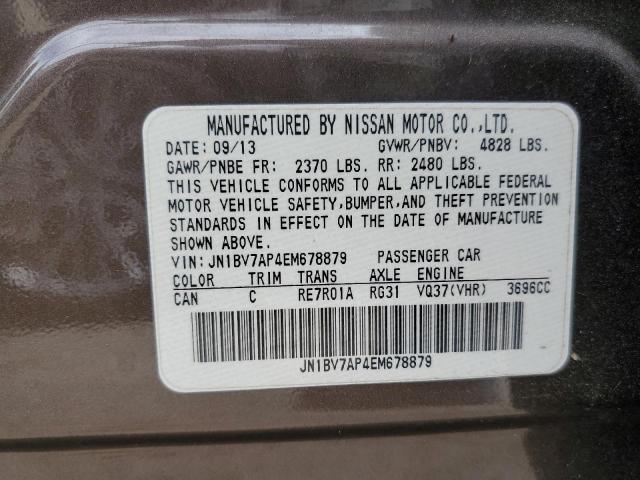 MANUFACTURED BY NISSAN MOTOR CO.,LTD.
DATE: 09/13 GVWR/PNBV: 4828 LBS.
GAWR/PNBE FR: 2370 LBS. RR: 2480 LBS.
THIS VEHICLE CONFORMS TO ALL APPLICABLE FEDERAL
MOTOR VEHICLE SAFETY,BUMPER,AND THEFT PREVENTION
STANDARDS IN EFFECT ON THE DATE OF MANUFACTURE
SHOWN ABOVE.
VIN: JN1BV7AP4EM678879 PASSENGER CAR
COLOR TRIM TRANS AXLE ENGINE
CAN C RE7R01A RG31 VQ37(VHR) 3696CC
JN1BV7AP4EM678879